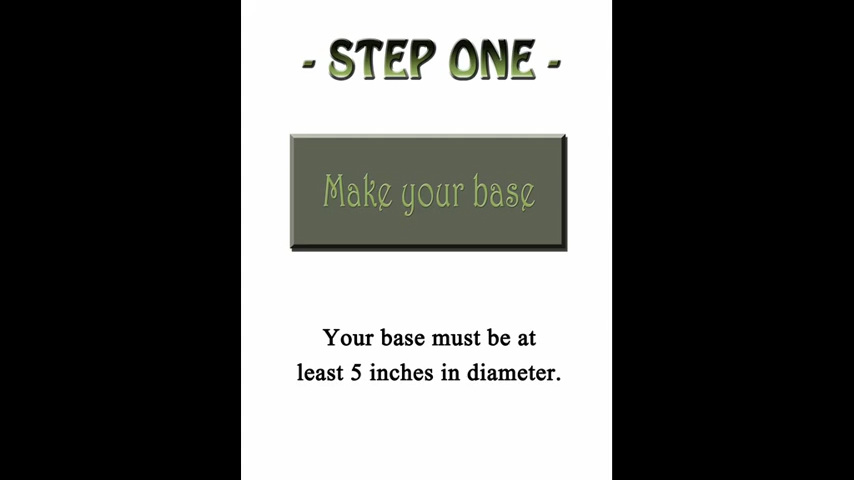 - STEP ONE -
Make your base
Your base must be at
least 5 inches in diameter.